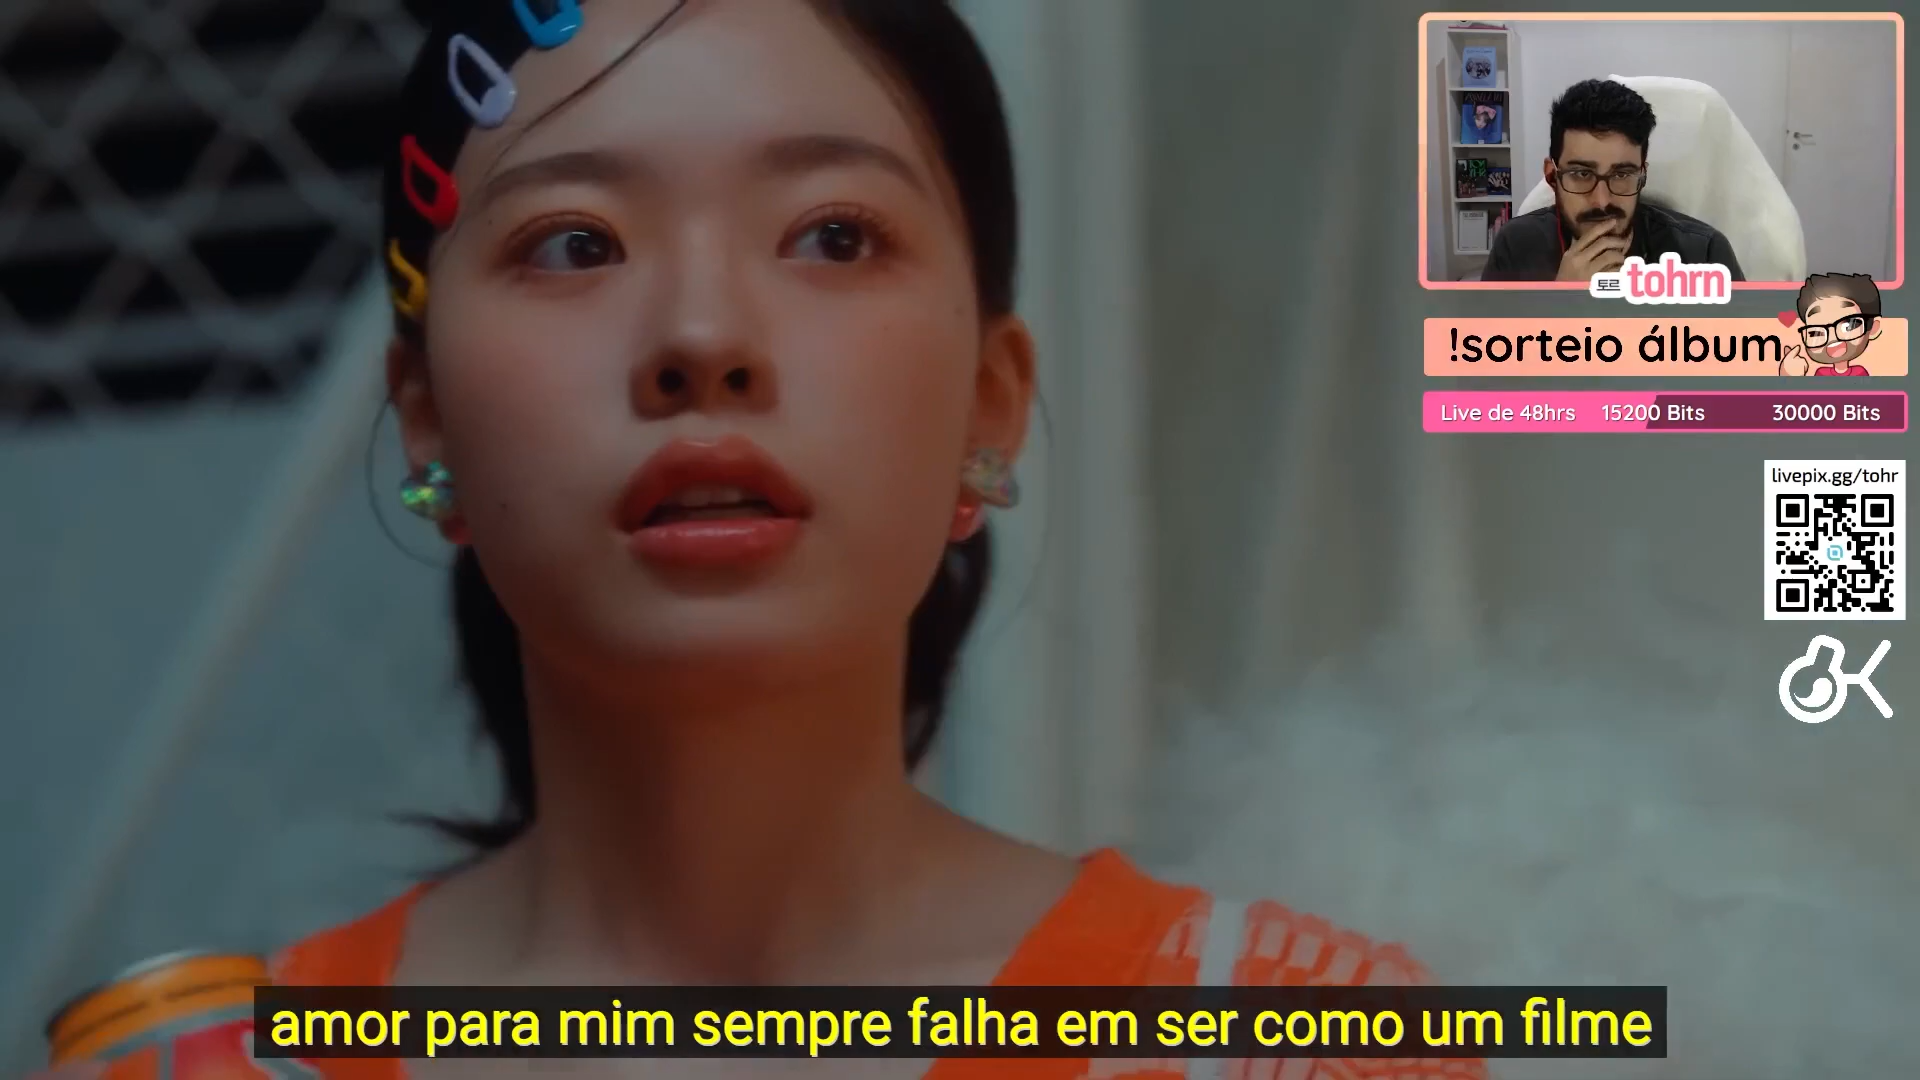 토르 tohrn
!sorteio álbum
Live de 48hrs 15200 Bits 30000 Bits
livepix.gg/tohr
amor para mim sempre falha em ser como um filme